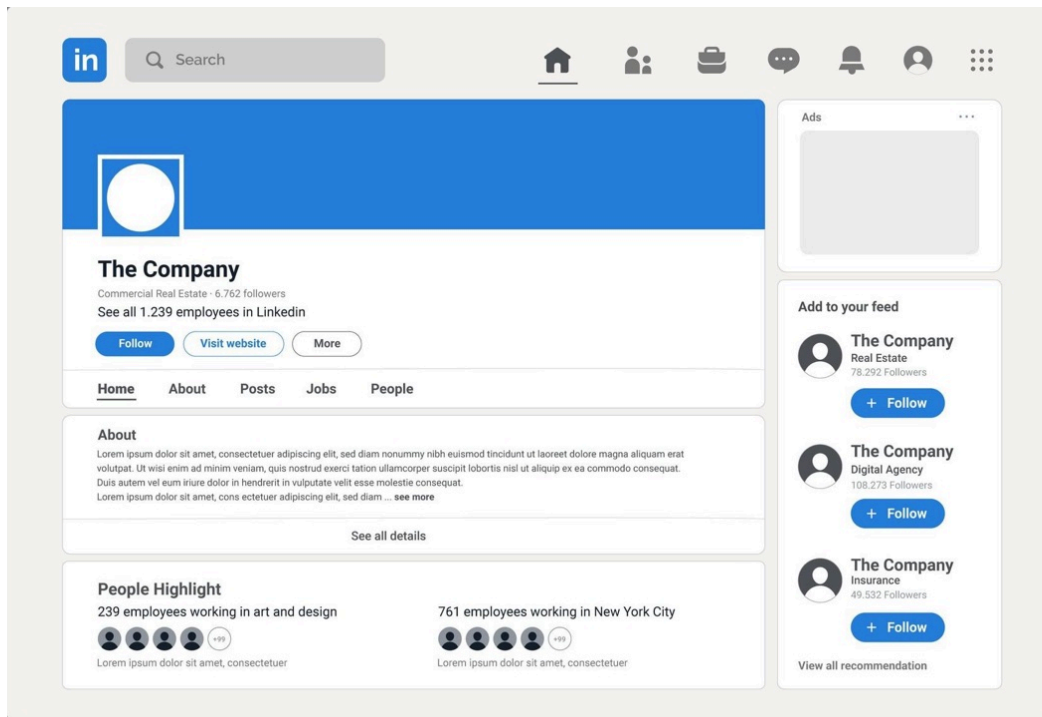 in
Search
The Company
Commercial Real Estate · 6.762 followers
See all 1.239 employees in Linkedin
Follow
Visit website
More
Home
About
Posts
Jobs
People
About
Lorem ipsum dolor sit amet, consectetuer adipiscing elit, sed diam nonummy nibh euismod tincidunt ut laoreet dolore magna aliquam erat
volutpat. Ut wisi enim ad minim veniam, quis nostrud exerci tation ullamcorper suscipit lobortis nisl ut aliquip ex ea commodo consequat.
Duis autem vel eum iriure dolor in hendrerit in vulputate velit esse molestie consequat.
Lorem ipsum dolor sit amet, cons ectetuer adipiscing elit, sed diam ... see more
See all details
People Highlight
239 employees working in art and design
+99
Lorem ipsum dolor sit amet, consectetuer
761 employees working in New York City
+99
Lorem ipsum dolor sit amet, consectetuer
Ads
Add to your feed
The Company
Real Estate
78.292 Followers
+ Follow
The Company
Digital Agency
108.273 Followers
+ Follow
The Company
Insurance
49.532 Followers
+ Follow
View all recommendation